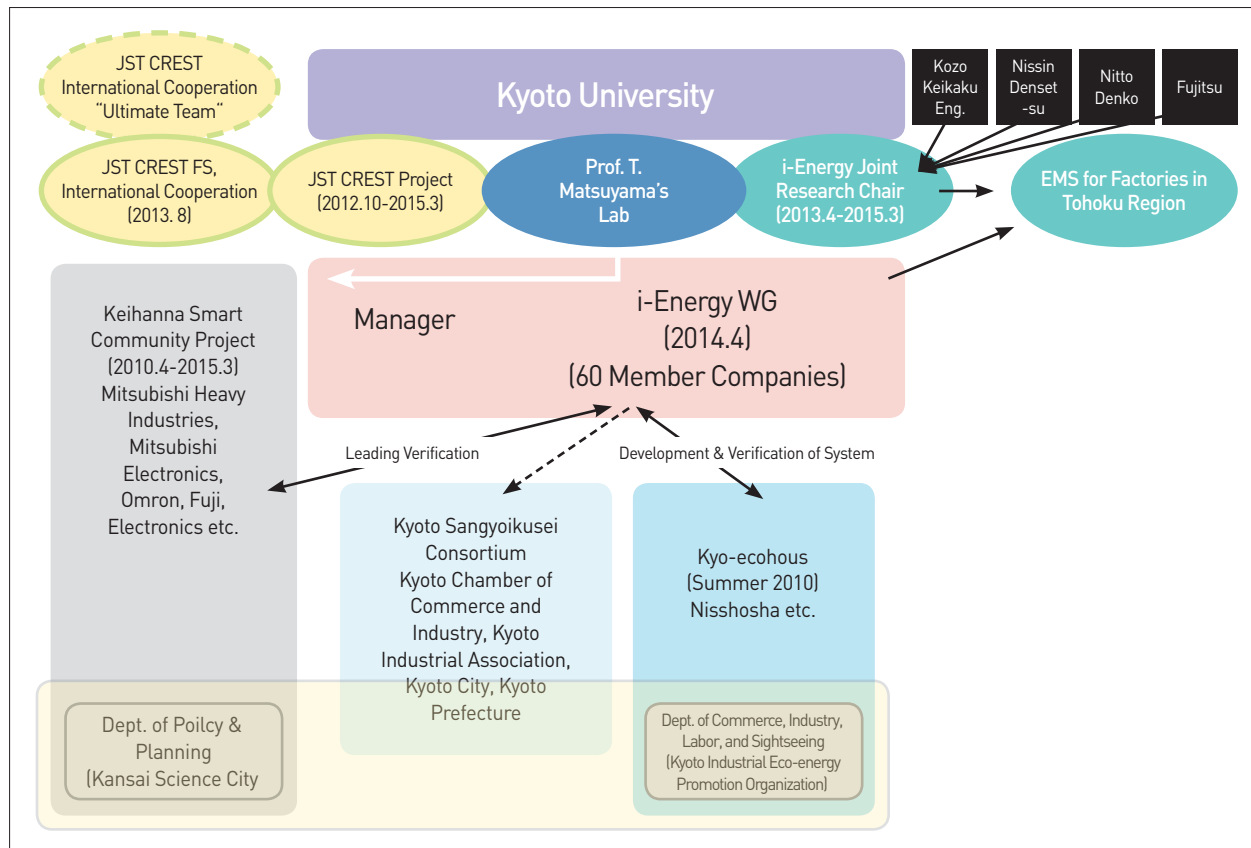 JST CREST
International Cooperation
“Ultimate Team”
Kyoto University
Kozo
Keikaku
Eng.
Nissin
Denset
-su
Nitto
Denko
Fujitsu
JST CREST FS,
International Cooperation
(2013. 8)
JST CREST Project
(2012.10-2015.3)
Prof. T.
Matsuyama’s
Lab
i-Energy Joint
Research Chair
(2013.4-2015.3)
EMS for Factories in
Tohoku Region
Keihanna Smart
Community Project
(2010.4-2015.3)
Mitsubishi Heavy
Industries,
Mitsubishi
Electronics,
Omron, Fuji,
Electronics etc.
Manager
i-Energy WG
(2014.4)
(60 Member Companies)
Leading Verification
Development & Verification of System
Kyoto Sangyoikusei
Consortium
Kyoto Chamber of
Commerce and
Industry, Kyoto
Industrial Association,
Kyoto City, Kyoto
Prefecture
Kyo-ecohous
(Summer 2010)
Nisshosha etc.
Dept. of Poilcy &
Planning
(Kansai Science City
Dept. of Commerce, Industry,
Labor, and Sightseeing
(Kyoto Industrial Eco-energy
Promotion Organization)